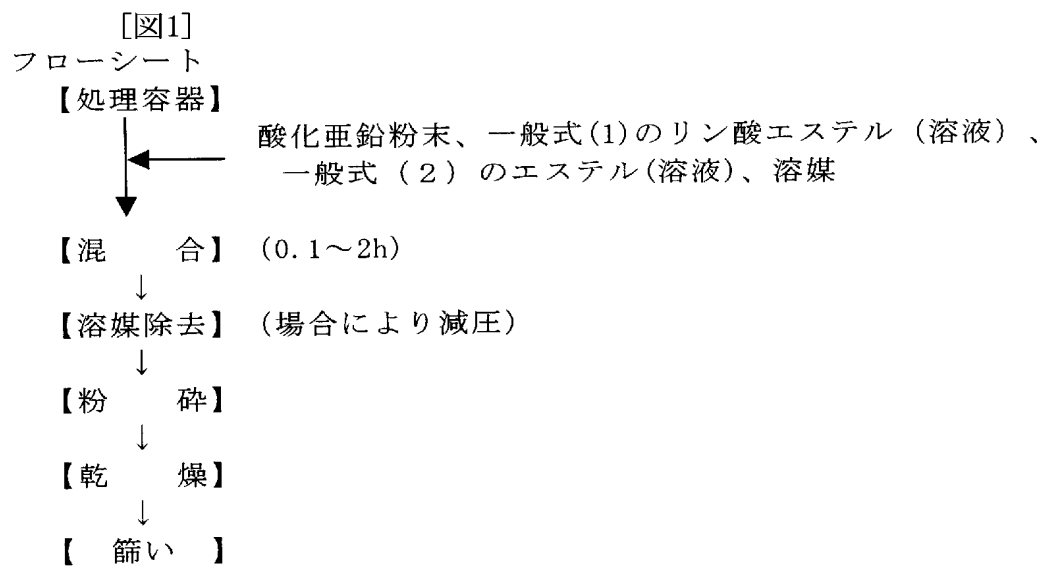 [図1]
フローシート
【処理容器】
酸化亜鉛粉末、一般式(1)のリン酸エステル(溶液)、
一般式(2)のエステル(溶液)、溶媒
【混　　合】 (0.1～2h)
↓
【溶媒除去】 (場合により減圧)
↓
【粉　　砕】
↓
【乾　　燥】
↓
【　篩い　】